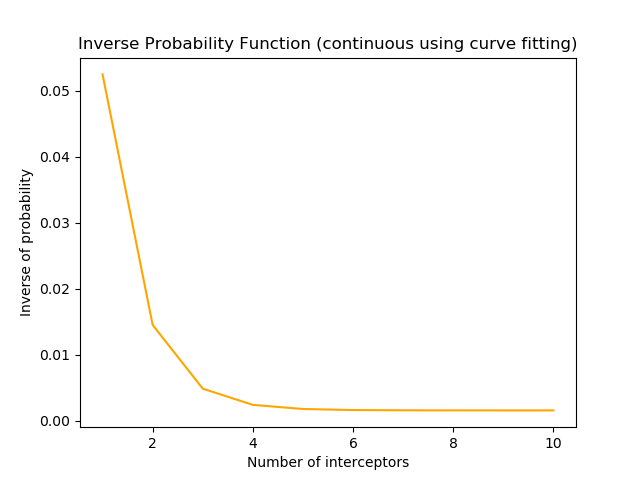 Inverse Probability Function (continuous using curve fitting)
0.05
0.04
0.03
0.02
0.01
0.00
Inverse of probability
2 4 6 8 10
Number of interceptors